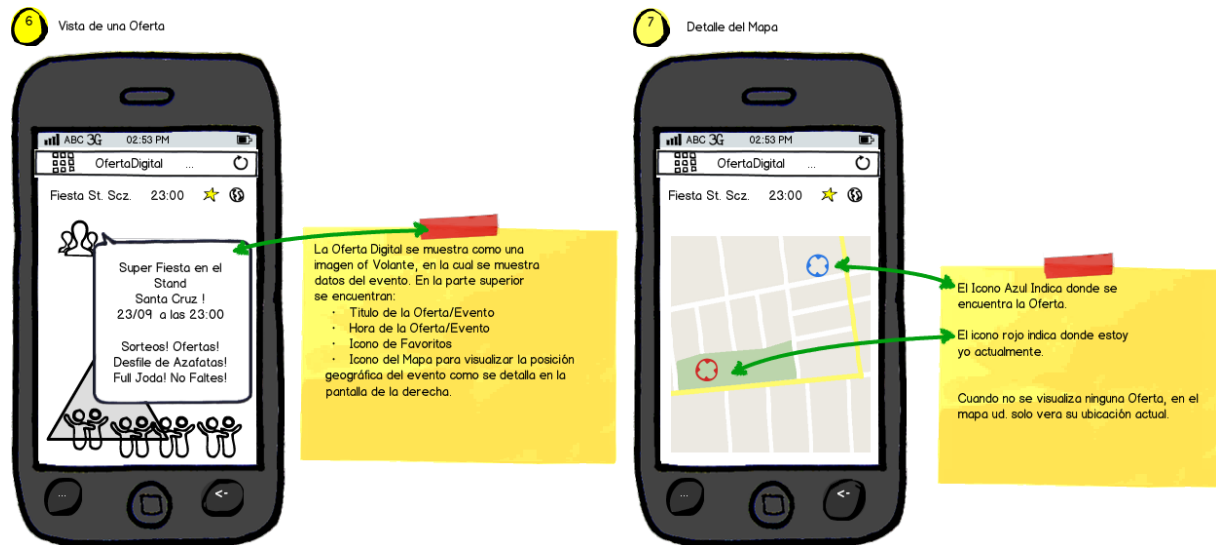 6 Vista de una Oferta
ABC 3G 02:53 PM
OfertaDigital ...
Fiesta St. Scz. 23:00
Super Fiesta en el
Stand
Santa Cruz !
23/09 a las 23:00
Sorteos! Ofertas!
Desfile de Azafatas!
Full Joda! No Faltes!
... <-
La Oferta Digital se muestra como una
imagen of Volante, en la cual se muestra
datos del evento. En la parte superior
se encuentran:
· Titulo de la Oferta/Evento
· Hora de la Oferta/Evento
· Icono de Favoritos
· Icono del Mapa para visualizar la posición
geográfica del evento como se detalla en la
pantalla de la derecha.
7 Detalle del Mapa
ABC 3G 02:53 PM
OfertaDigital ...
Fiesta St. Scz. 23:00
... <-
El Icono Azul Indica donde se
encuentra la Oferta.
El icono rojo indica donde estoy
yo actualmente.
Cuando no se visualiza ninguna Oferta, en el
mapa ud. solo vera su ubicación actual.